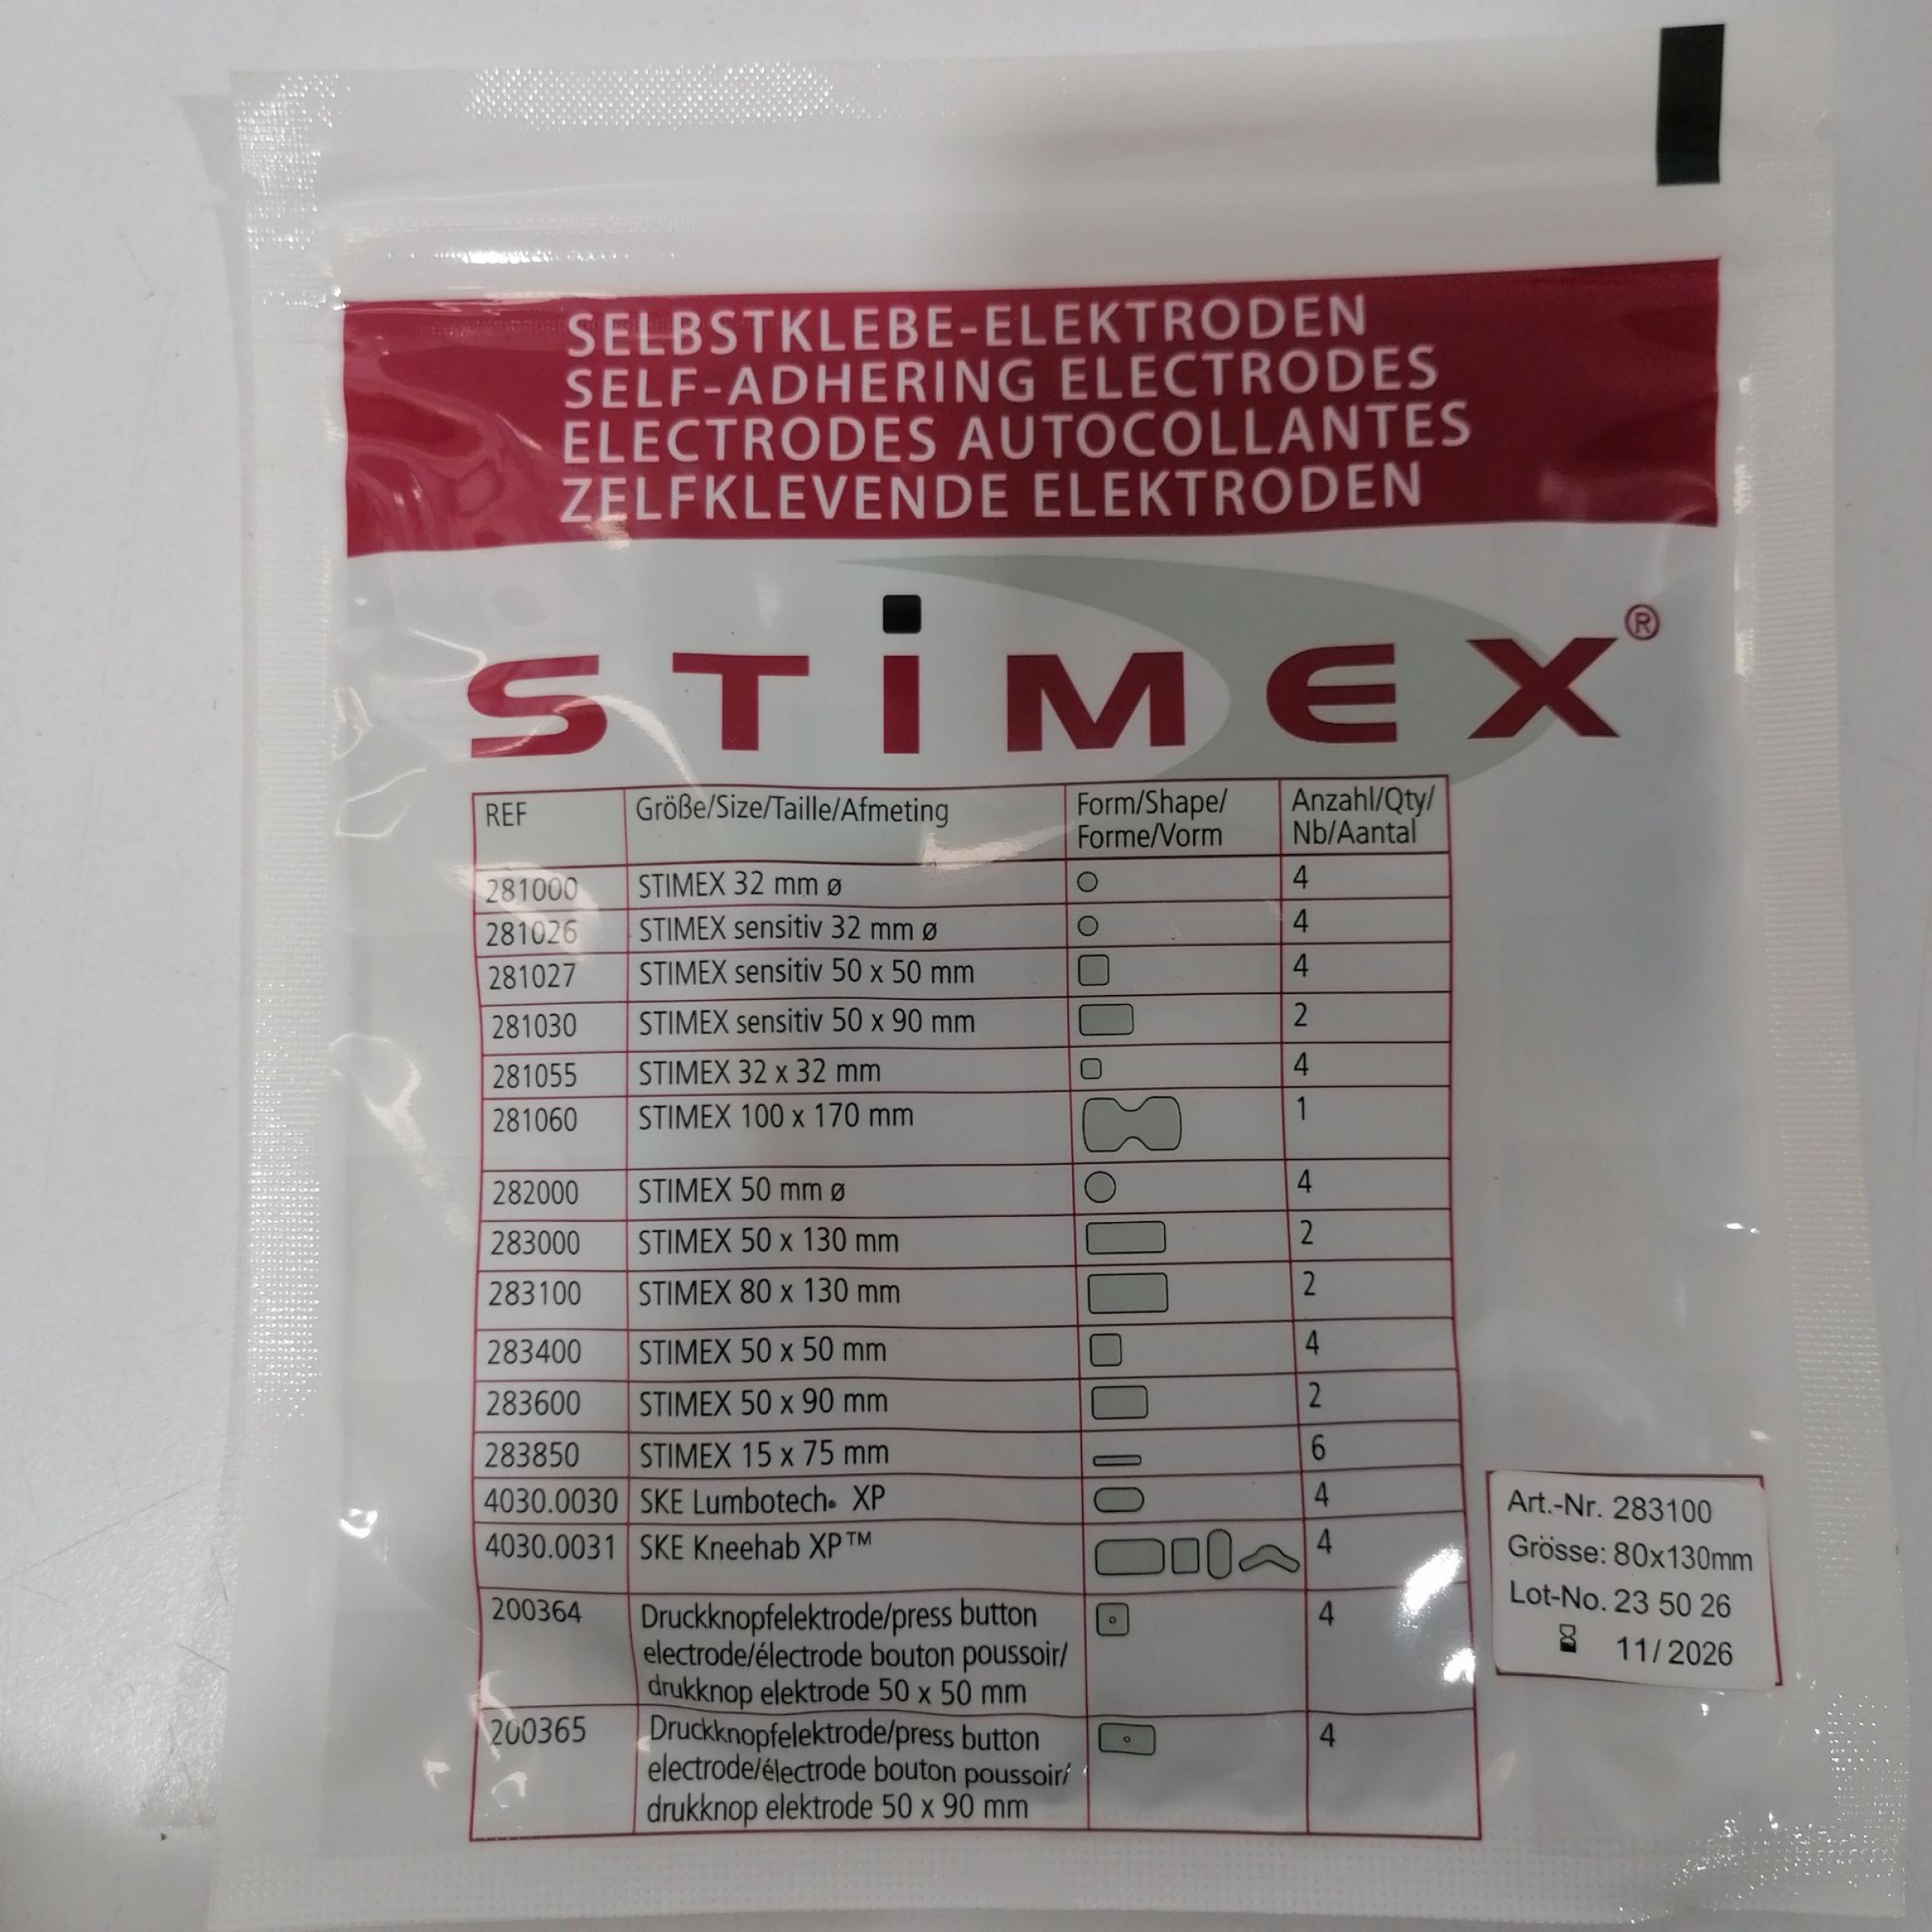 SELBSTKLEBE-ELEKTRODEN
SELF-ADHERING ELECTRODES
ELECTRODES AUTOCOLLANTES
ZELFKLEVENDE ELEKTRODEN
STIMEX®
REF Größe/Size/Taille/Afmeting Form/Shape/ Anzahl/Qty/
Forme/Vorm Nb/Aantal
281000 STIMEX 32 mm ø 4
281026 STIMEX sensitiv 32 mm ø 4
281027 STIMEX sensitiv 50 x 50 mm 4
281030 STIMEX sensitiv 50 x 90 mm 2
281055 STIMEX 32 x 32 mm 4
281060 STIMEX 100 x 170 mm 1
282000 STIMEX 50 mm ø 4
283000 STIMEX 50 x 130 mm 2
283100 STIMEX 80 x 130 mm 2
283400 STIMEX 50 x 50 mm 4
283600 STIMEX 50 x 90 mm 2
283850 STIMEX 15 x 75 mm 6
4030.0030 SKE Lumbotech® XP 4
4030.0031 SKE Kneehab XP™ 4
200364 Druckknopfelektrode/press button 4
electrode/électrode bouton poussoir/
drukknop elektrode 50 x 50 mm
200365 Druckknopfelektrode/press button 4
electrode/électrode bouton poussoir/
drukknop elektrode 50 x 90 mm
Art.-Nr. 283100
Grösse: 80x130mm
Lot-No. 23 50 26
11/ 2026